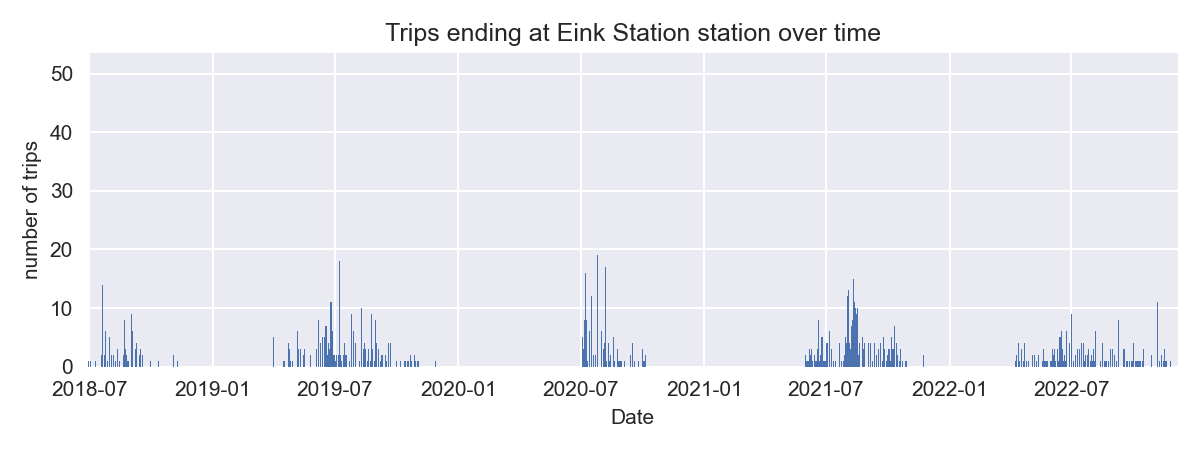 Trips ending at Eink Station station over time
number of trips
50
40
30
20
10
0
2018-07 2019-01 2019-07 2020-01 2020-07 2021-01 2021-07 2022-01 2022-07
Date